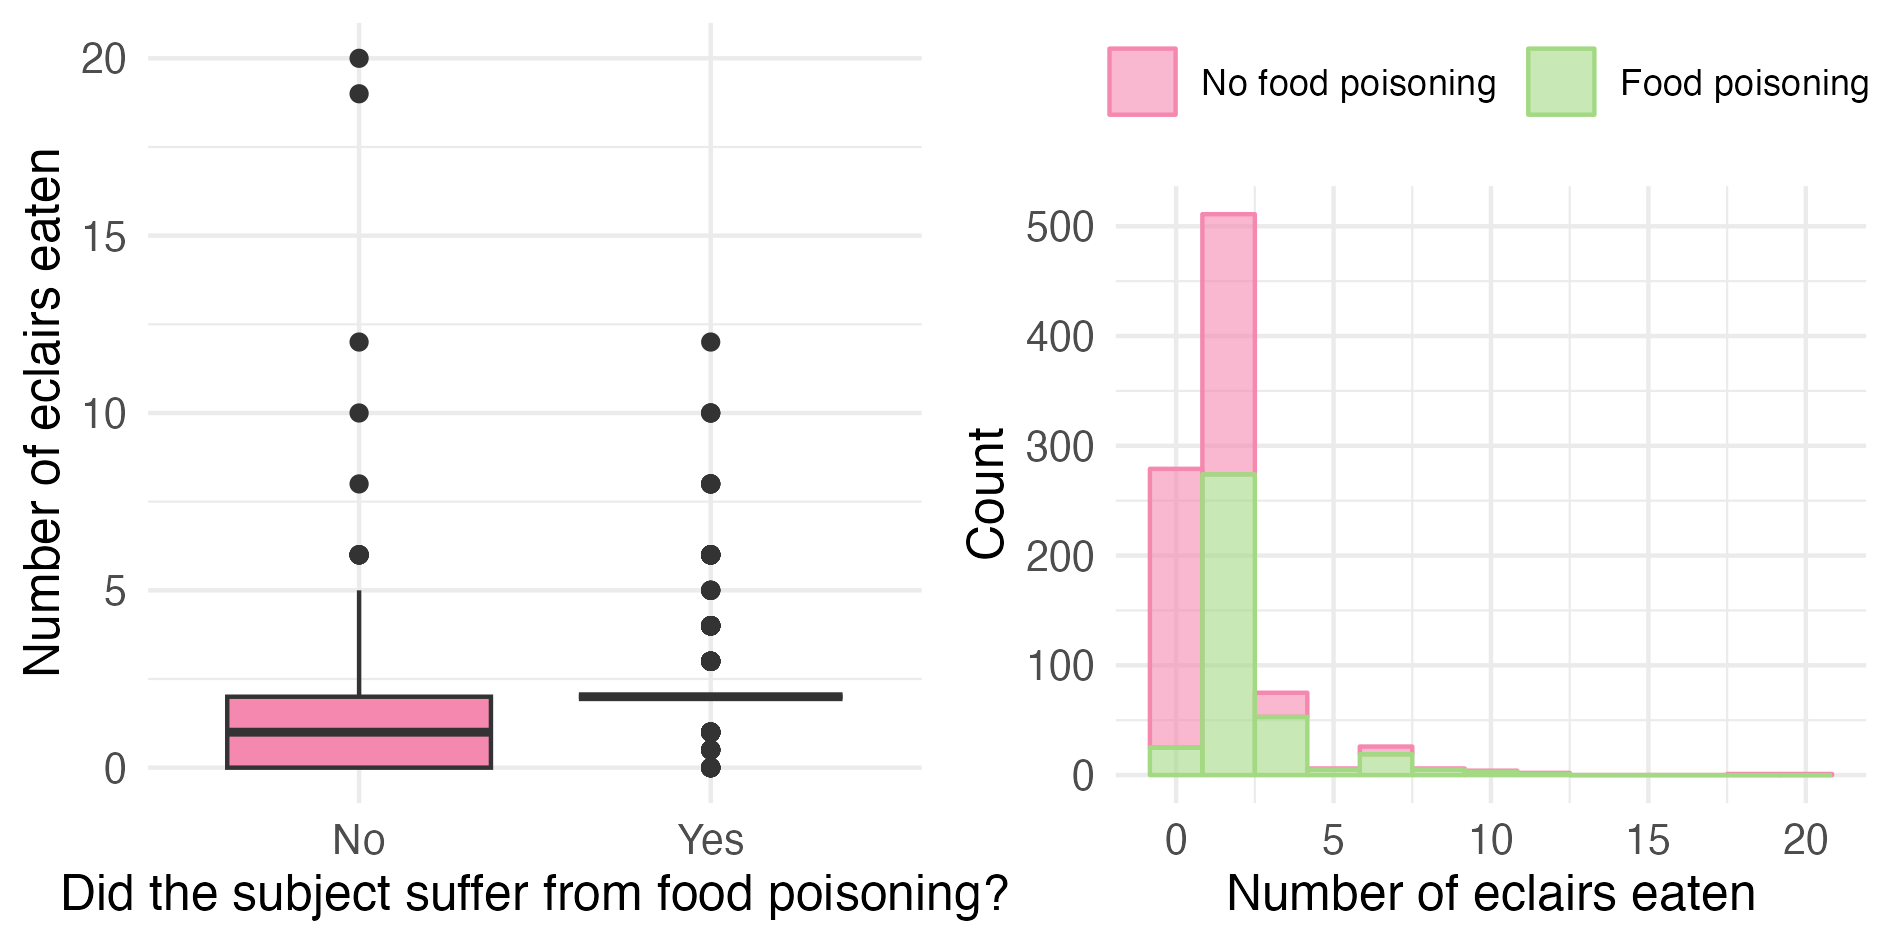 Number of eclairs eaten
20
15
10
5
0
No
Yes
Did the subject suffer from food poisoning?
No food poisoning
Food poisoning
Count
500
400
300
200
100
0
0
5
10
15
20
Number of eclairs eaten